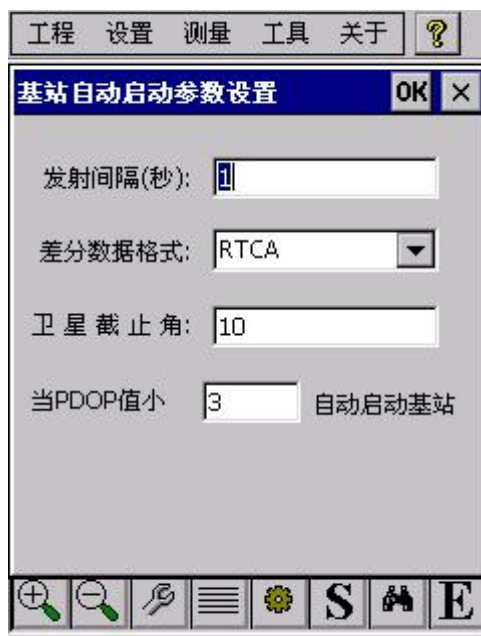 工程 设置 测量 工具 关于 ?
基站自动启动参数设置 OK ×
发射间隔(秒): 1
差分数据格式: RTCA
卫星截止角: 10
当PDOP值小 3 自动启动基站
S E